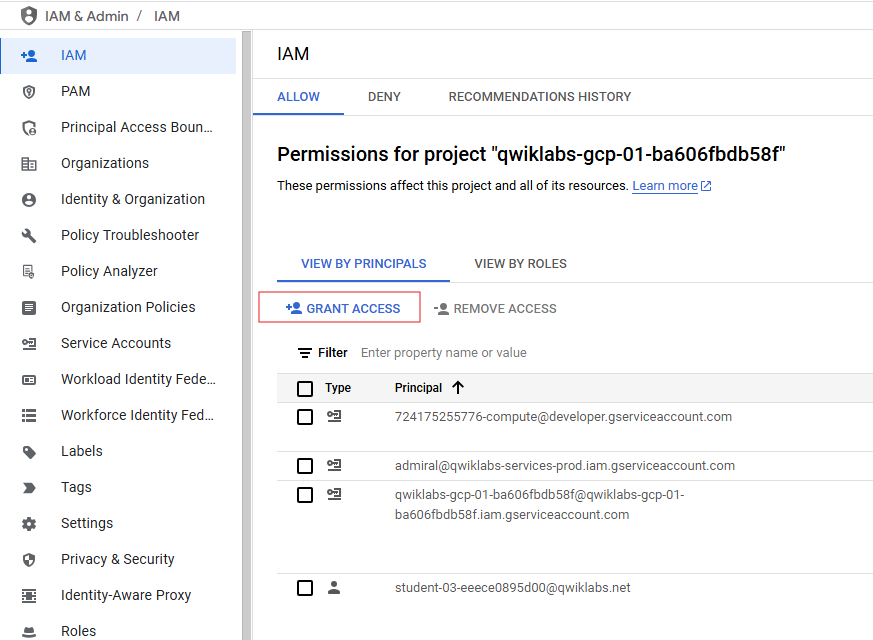 IAM & Admin / IAM
IAM
PAM
Principal Access Boun...
Organizations
Identity & Organization
Policy Troubleshooter
Policy Analyzer
Organization Policies
Service Accounts
Workload Identity Fede...
Workforce Identity Fed...
Labels
Tags
Settings
Privacy & Security
Identity-Aware Proxy
Roles
IAM
ALLOW DENY RECOMMENDATIONS HISTORY
Permissions for project "qwiklabs-gcp-01-ba606fbdb58f"
These permissions affect this project and all of its resources. Learn more
VIEW BY PRINCIPALS VIEW BY ROLES
GRANT ACCESS REMOVE ACCESS
Filter Enter property name or value
Type Principal
724175255776-compute@developer.gserviceaccount.com
admiral@qwiklabs-services-prod.iam.gserviceaccount.com
qwiklabs-gcp-01-ba606fbdb58f@qwiklabs-gcp-01-
ba606fbdb58f.iam.gserviceaccount.com
student-03-eeece0895d00@qwiklabs.net